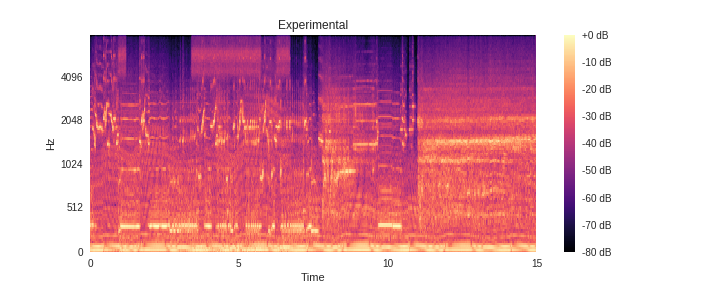 Experimental
Hz
4096
2048
1024
512
0
0
5
10
15
Time
+0 dB
-10 dB
-20 dB
-30 dB
-40 dB
-50 dB
-60 dB
-70 dB
-80 dB